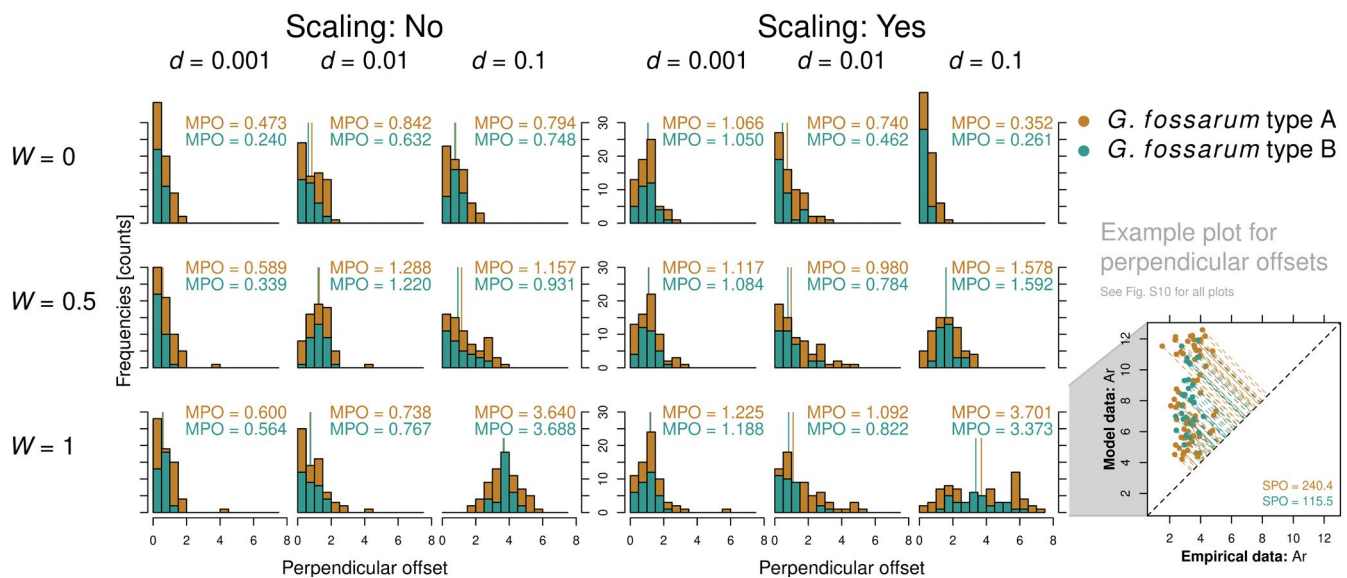 Scaling: No
Scaling: Yes
d = 0.001
d = 0.01
d = 0.1
d = 0.001
d = 0.01
d = 0.1
W = 0
MPO = 0.473
MPO = 0.240
MPO = 0.842
MPO = 0.632
MPO = 0.794
MPO = 0.748
MPO = 1.066
MPO = 1.050
MPO = 0.740
MPO = 0.462
MPO = 0.352
MPO = 0.261
0 10 20 30
W = 0.5
MPO = 0.589
MPO = 0.339
MPO = 1.288
MPO = 1.220
MPO = 1.157
MPO = 0.931
MPO = 1.117
MPO = 1.084
MPO = 0.980
MPO = 0.784
MPO = 1.578
MPO = 1.592
0 10 20 30
W = 1
MPO = 0.600
MPO = 0.564
MPO = 0.738
MPO = 0.767
MPO = 3.640
MPO = 3.688
MPO = 1.225
MPO = 1.188
MPO = 1.092
MPO = 0.822
MPO = 3.701
MPO = 3.373
0 10 20 30
Frequencies [counts]
0 2 4 6 8 0 2 4 6 8 0 2 4 6 8
0 2 4 6 8 0 2 4 6 8 0 2 4 6 8
Perpendicular offset
Perpendicular offset
G. fossarum type A
G. fossarum type B
Example plot for
perpendicular offsets
See Fig. S10 for all plots
Model data: Ar
2 4 6 8 10 12
SPO = 240.4
SPO = 115.5
2 4 6 8 10 12
Empirical data: Ar